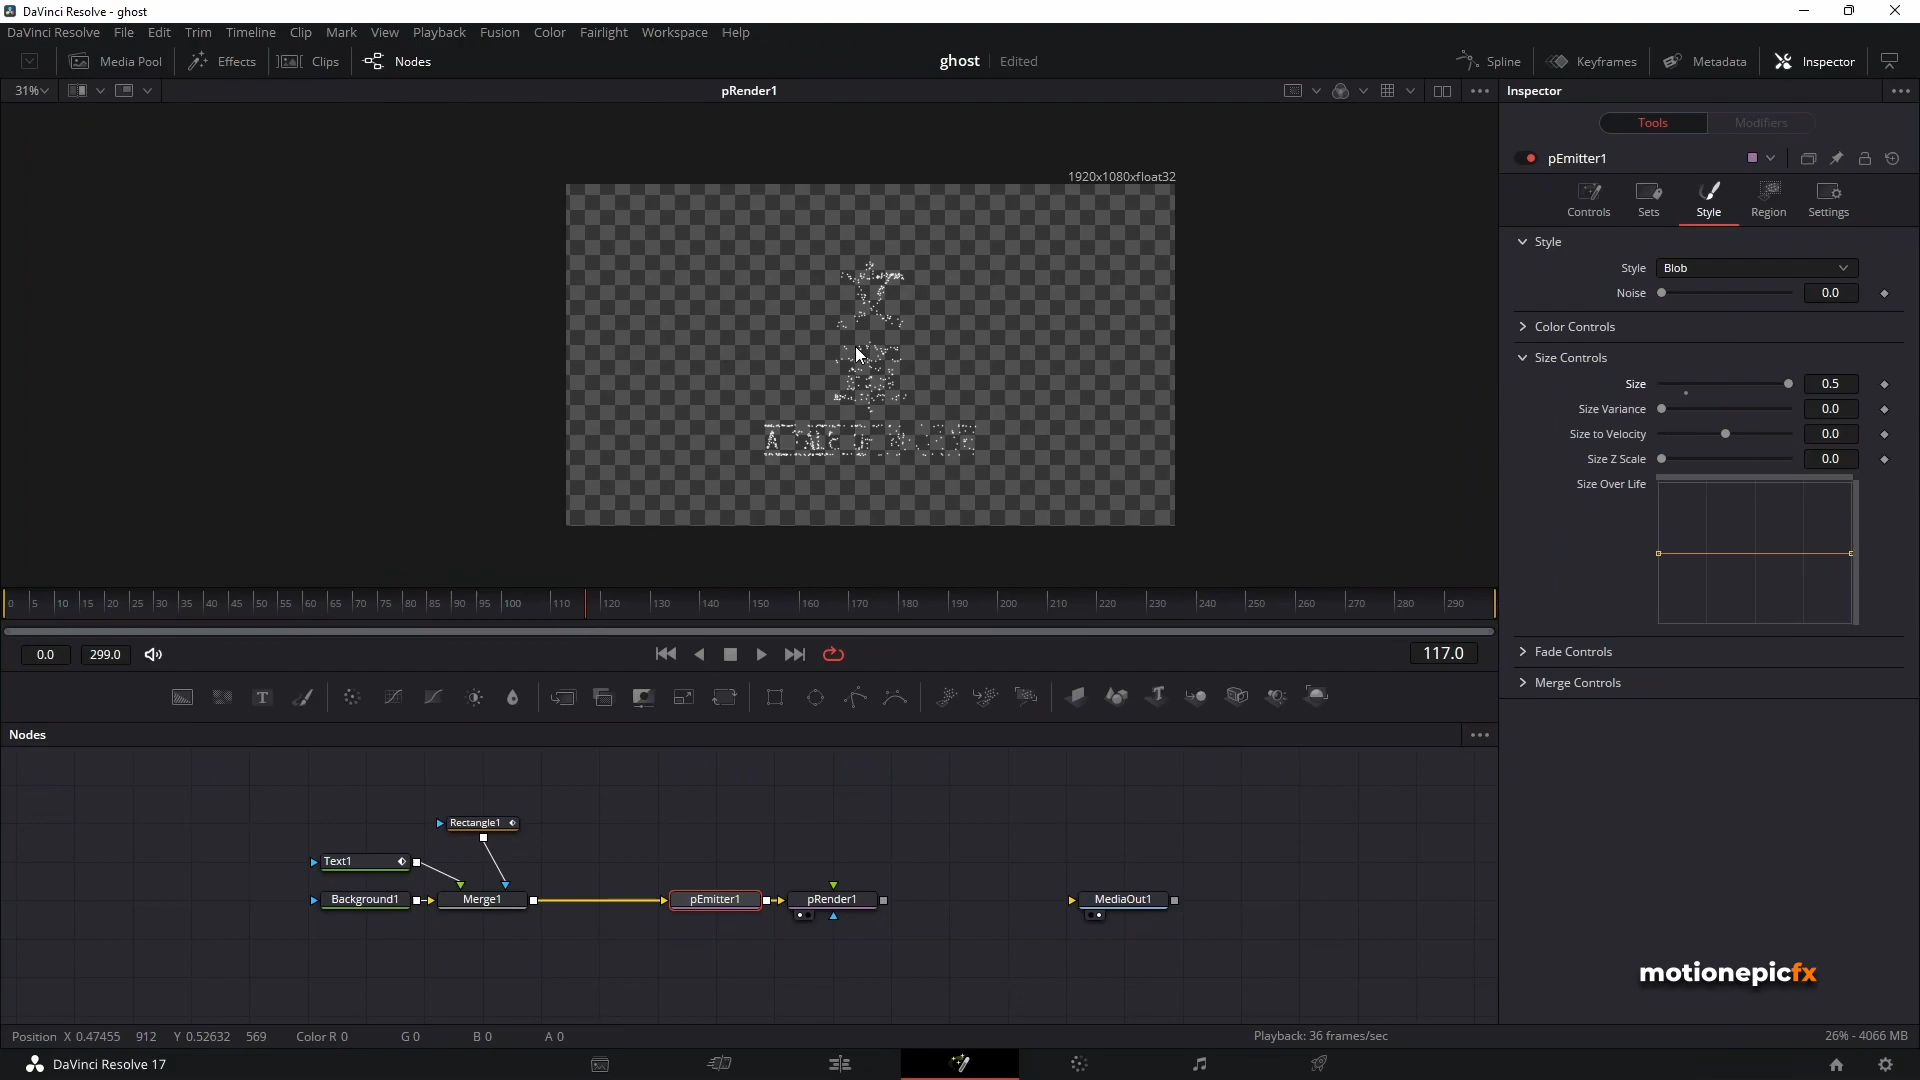 DaVinci Resolve - ghost
DaVinci Resolve File Edit Trim Timeline Clip Mark View Playback Fusion Color Fairlight Workspace Help
Media Pool Effects Clips Nodes ghost Edited Spline Keyframes Metadata Inspector
31% pRender1 Inspector
Tools Modifiers
pEmitter1
1920x1080xfloat32
Controls Sets Style Region Settings
Style
Style Blob
Noise 0.0
Color Controls
Size Controls
Size 0.5
Size Variance 0.0
Size to Velocity 0.0
Size Z Scale 0.0
Size Over Life
Fade Controls
Merge Controls
0 5 10 15 20 25 30 35 40 45 50 55 60 65 70 75 80 85 90 95 100 110 120 130 140 150 160 170 180 190 200 210 220 230 240 250 260 270 280 290
0.0 299.0 117.0
Nodes
Rectangle1
Text1
Background1 Merge1 pEmitter1 pRender1 MediaOut1
motionepicfx
Position X 0.47455 912 Y 0.52632 569 Color R 0 G 0 B 0 A 0 Playback: 36 frames/sec 26% - 4066 MB
DaVinci Resolve 17